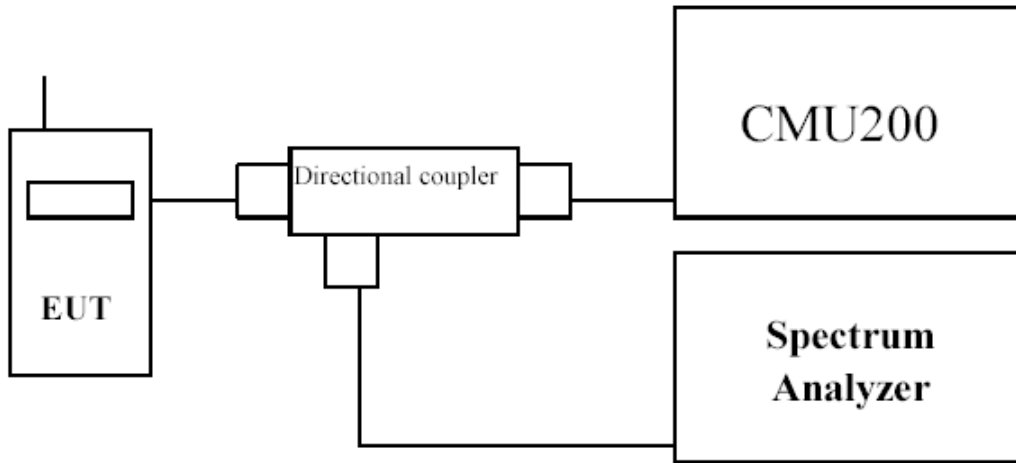 CMU200
Directional coupler
EUT
Spectrum
Analyzer